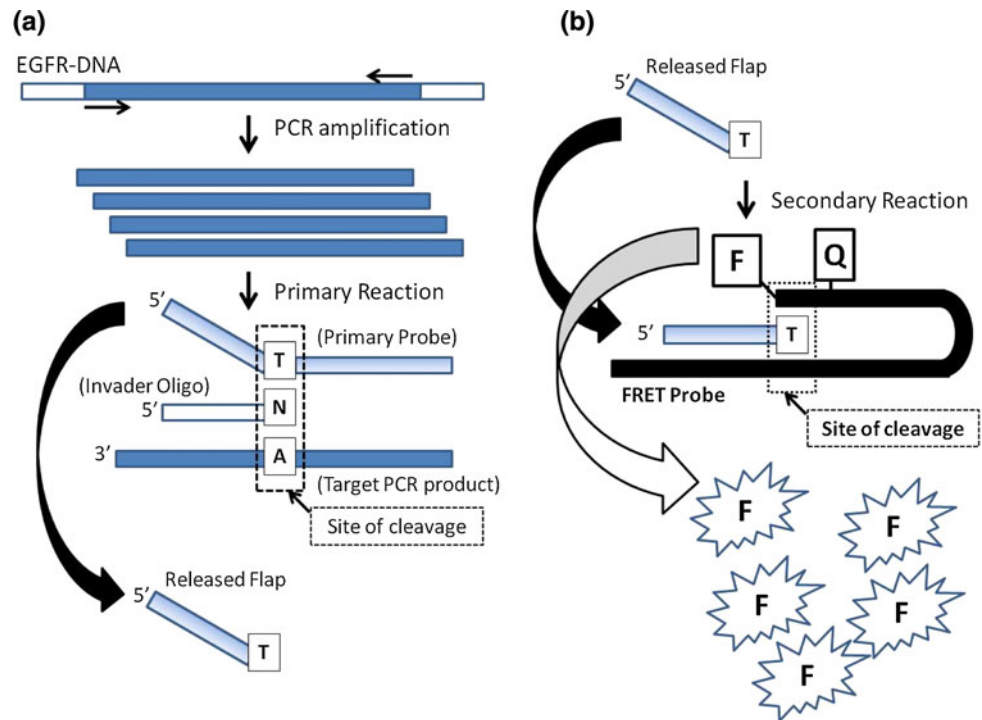 (a)
EGFR-DNA
PCR amplification
Primary Reaction
5′
(Primary Probe)
T
(Invader Oligo)
5′
N
3′
A
(Target PCR product)
Site of cleavage
Released Flap
5′
T
(b)
Released Flap
5′
T
Secondary Reaction
F
Q
5′
T
FRET Probe
Site of cleavage
F
F
F
F
F